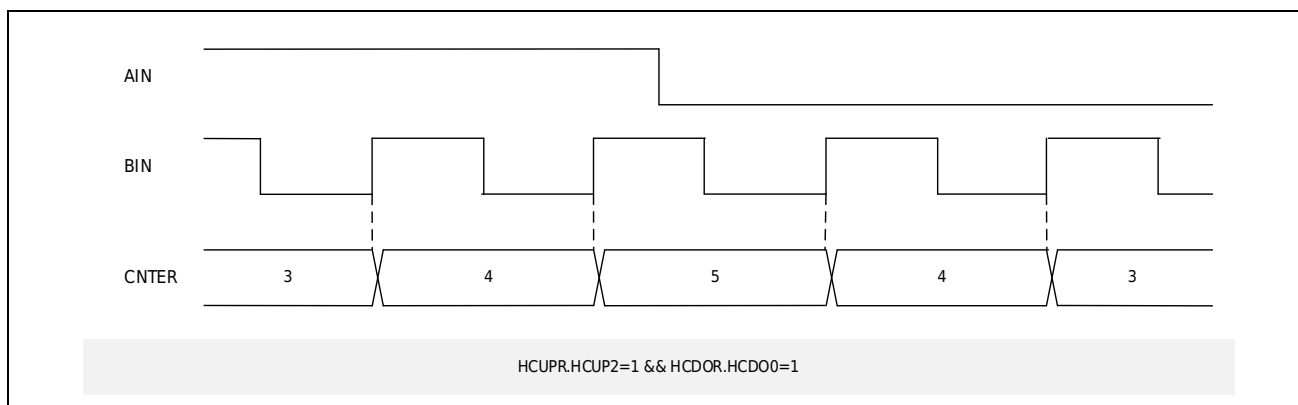 AIN
BIN
CNTER 3 4 5 4 3
HCUPR.HCUP2=1 && HCDOR.HCDO0=1